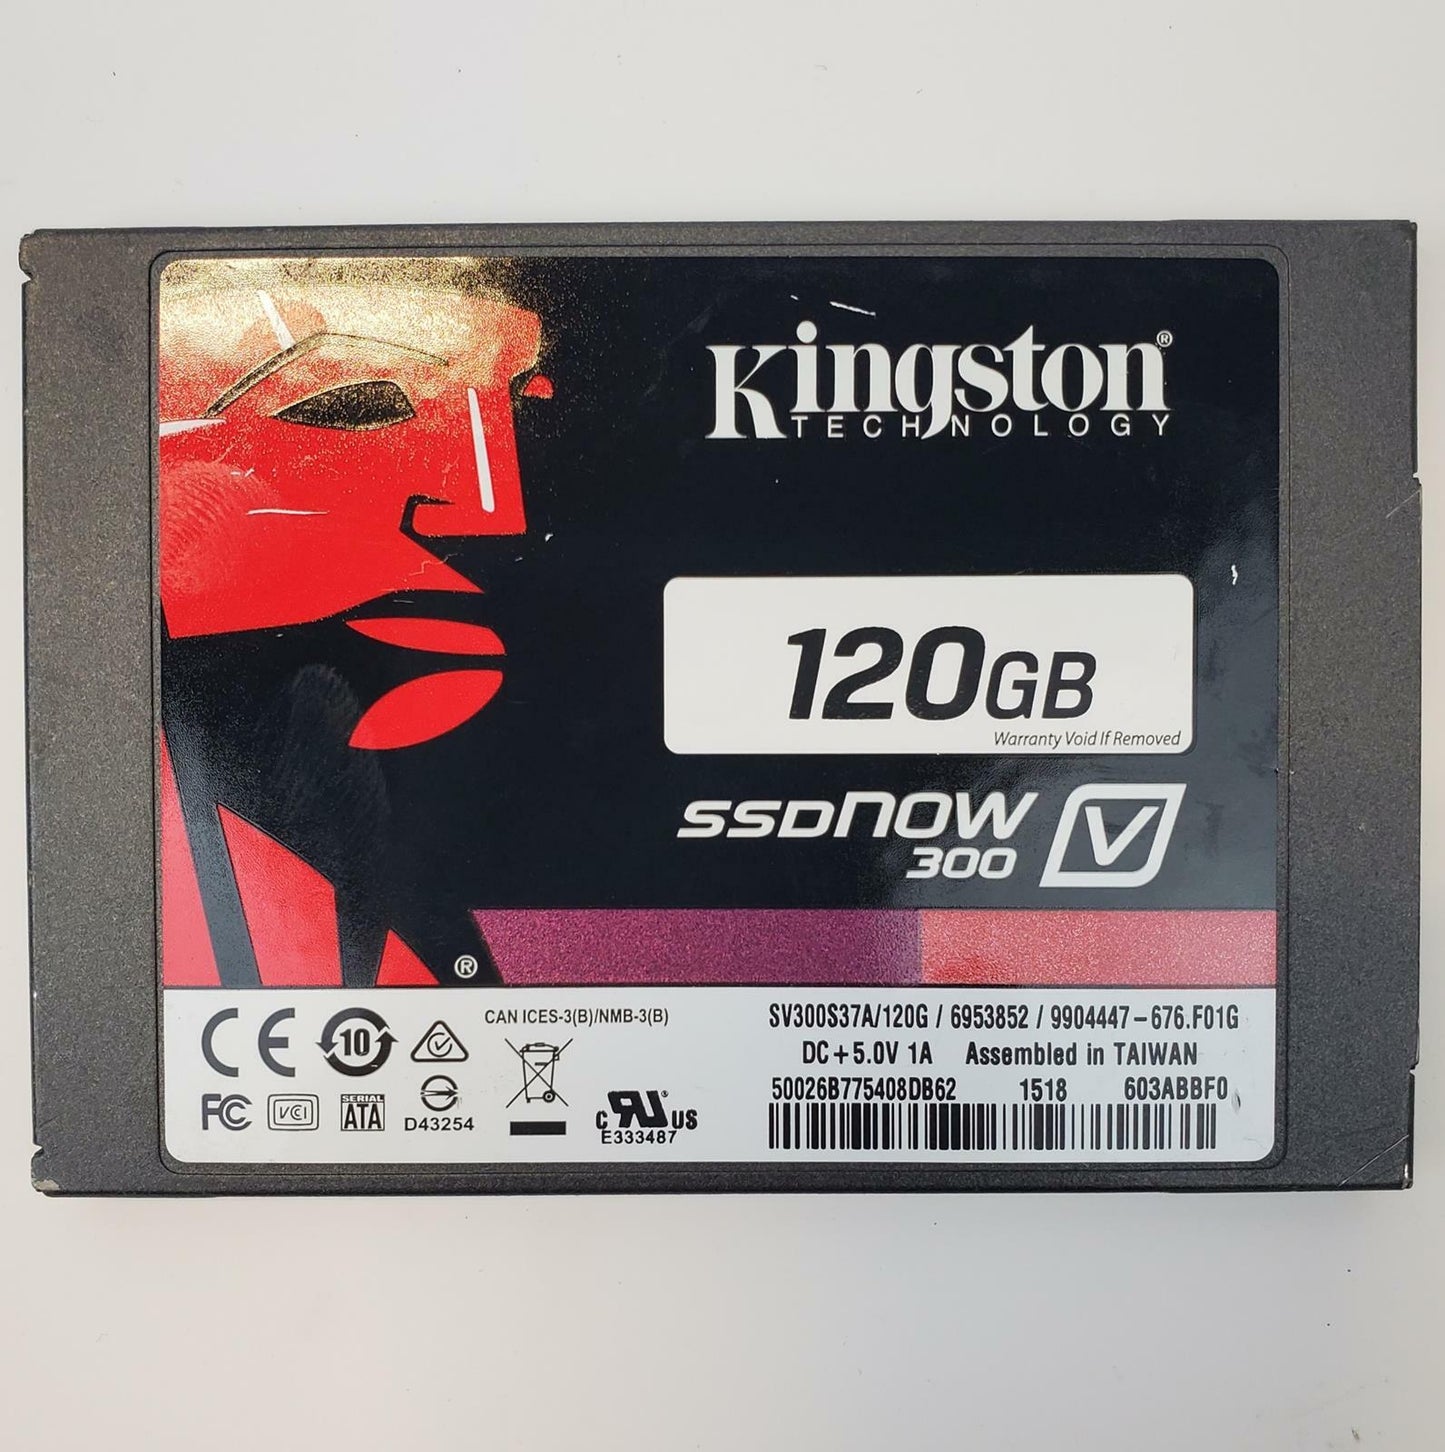 Kingston®
TECHNOLOGY
120GB
Warranty Void If Removed
SSDNOW V
300
®
CAN ICES-3(B)/NMB-3(B)
10
FC
VCI
SERIAL
ATA
D43254
C RU® US
E333487
SV300S37A/120G / 6953852 / 9904447-676.F01G
DC+5.0V 1A Assembled in TAIWAN
50026B775408DB62 1518 603ABBF0
CE